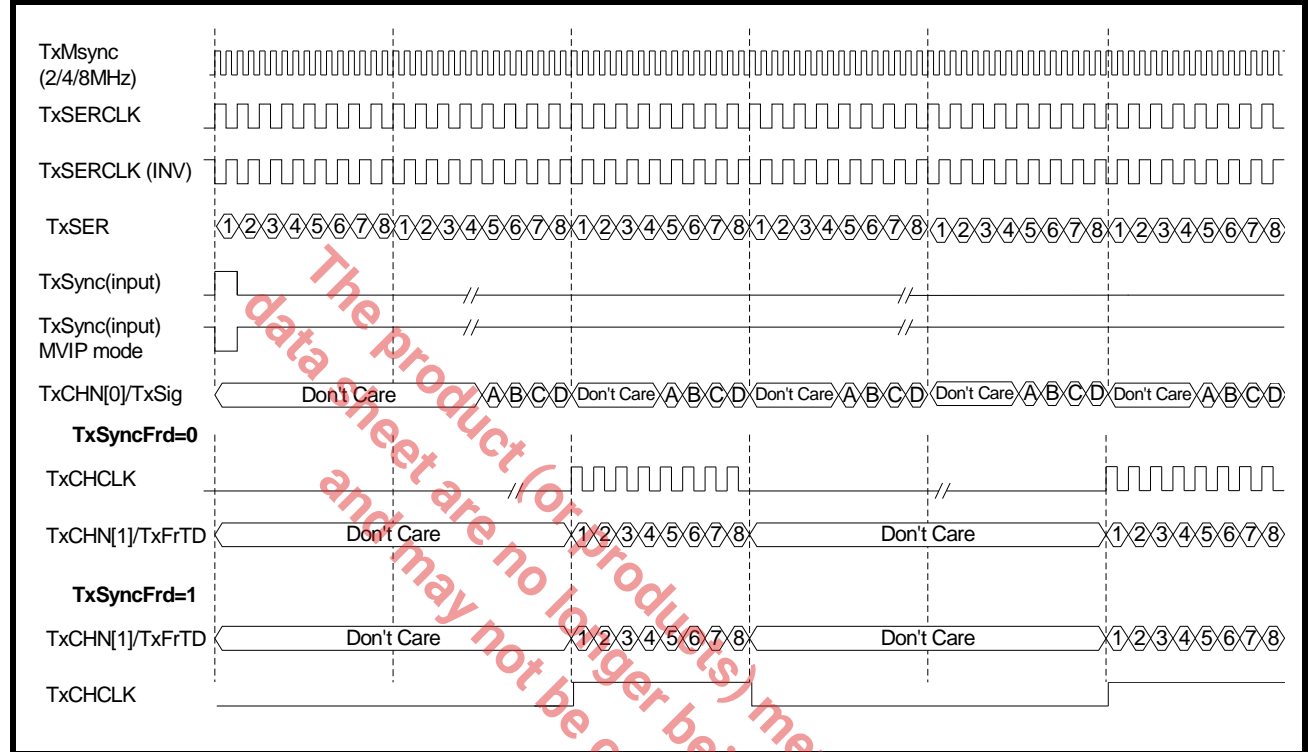 TxMsync
(2/4/8MHz)
TxSERCLK
TxSERCLK (INV)
TxSER
1 2 3 4 5 6 7 8 1 2 3 4 5 6 7 8 1 2 3 4 5 6 7 8 1 2 3 4 5 6 7 8 1 2 3 4 5 6 7 8 1 2 3 4 5 6 7 8
TxSync(input)
TxSync(input)
MVIP mode
TxCHN[0]/TxSig
Don't Care A B C D Don't Care A B C D Don't Care A B C D Don't Care A B C D Don't Care A B C D
TxSyncFrd=0
TxCHCLK
TxCHN[1]/TxFrTD
Don't Care 1 2 3 4 5 6 7 8 Don't Care 1 2 3 4 5 6 7 8
TxSyncFrd=1
TxCHN[1]/TxFrTD
Don't Care 1 2 3 4 5 6 7 8 Don't Care 1 2 3 4 5 6 7 8
TxCHCLK
The product (or products)
data sheet are no longer be
and may not be